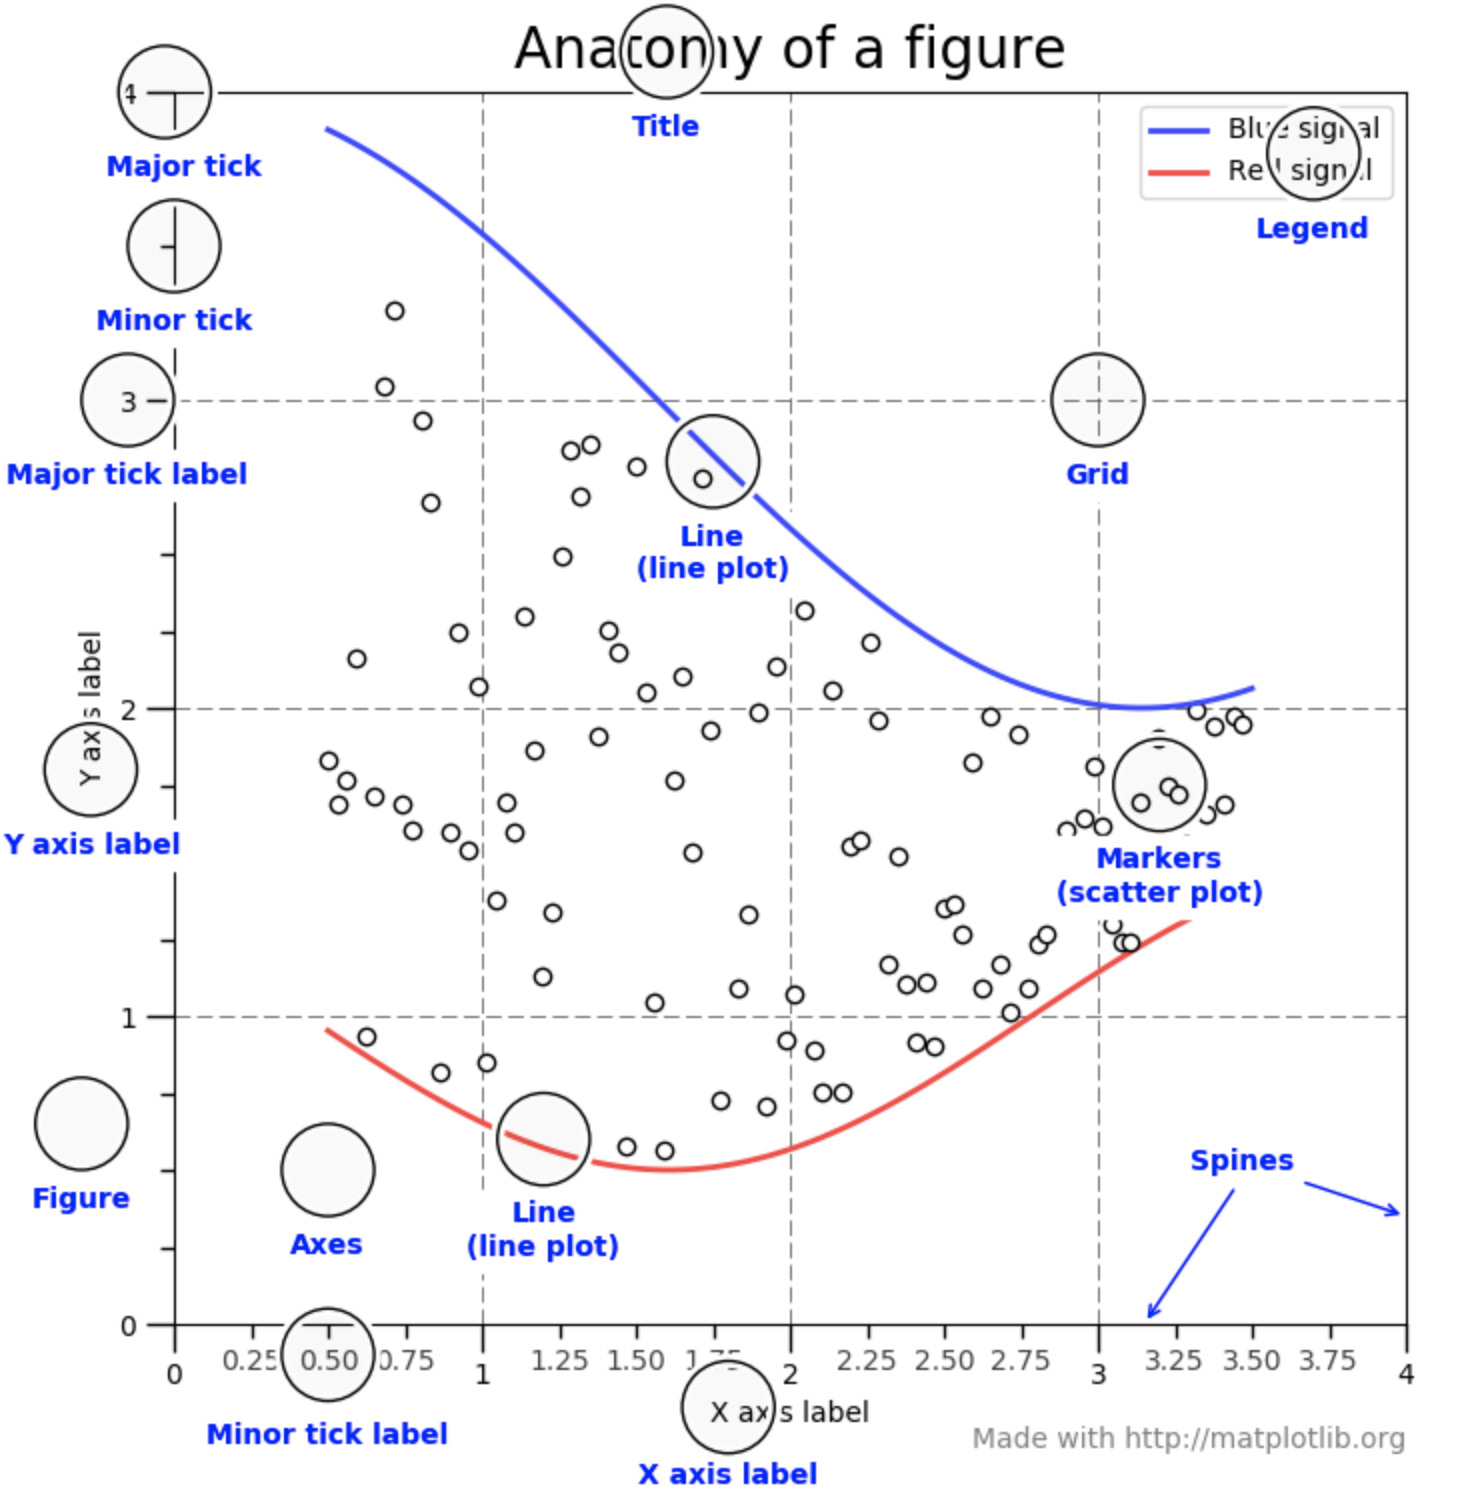 Anatomy of a figure
4
Major tick
Title
Blue signal
Red signal
Legend
Minor tick
3
Major tick label
Grid
Line
(line plot)
Y axis label
2
Y axis label
Markers
(scatter plot)
1
Figure
Axes
Line
(line plot)
Spines
0
0 0.25 0.50 0.75 1 1.25 1.50 1.75 2 2.25 2.50 2.75 3 3.25 3.50 3.75 4
X axis label
Minor tick label
Made with http://matplotlib.org
X axis label